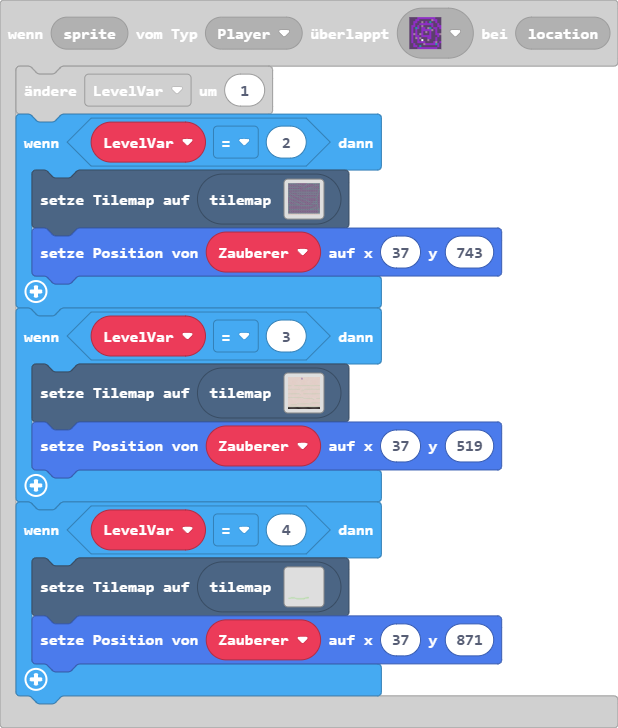 wenn sprite vom Typ Player überlappt bei location
ändere LevelVar um 1
wenn LevelVar = 2 dann
setze Tilemap auf tilemap
setze Position von Zauberer auf x 37 y 743
wenn LevelVar = 3 dann
setze Tilemap auf tilemap
setze Position von Zauberer auf x 37 y 519
wenn LevelVar = 4 dann
setze Tilemap auf tilemap
setze Position von Zauberer auf x 37 y 871